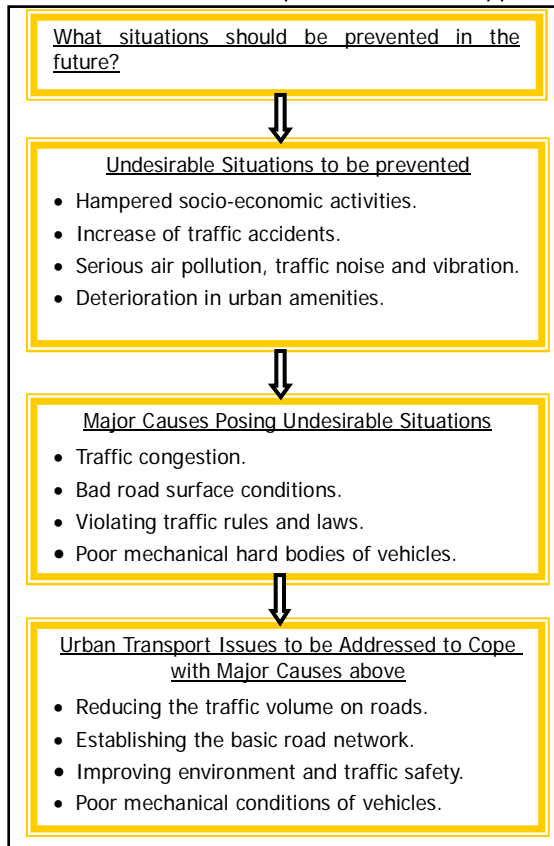 What situations should be prevented in the
future?
Undesirable Situations to be prevented
• Hampered socio-economic activities.
• Increase of traffic accidents.
• Serious air pollution, traffic noise and vibration.
• Deterioration in urban amenities.
Major Causes Posing Undesirable Situations
• Traffic congestion.
• Bad road surface conditions.
• Violating traffic rules and laws.
• Poor mechanical hard bodies of vehicles.
Urban Transport Issues to be Addressed to Cope
with Major Causes above
• Reducing the traffic volume on roads.
• Establishing the basic road network.
• Improving environment and traffic safety.
• Poor mechanical conditions of vehicles.